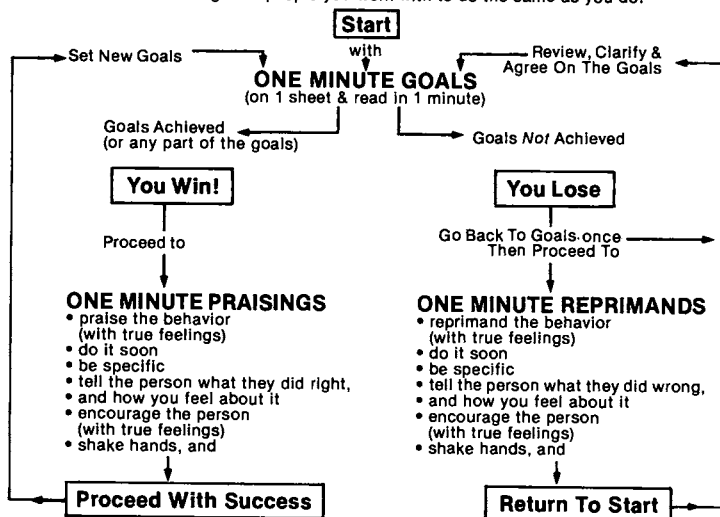 Start
with
Set New Goals
Review, Clarify &
Agree On The Goals
ONE MINUTE GOALS
(on 1 sheet & read in 1 minute)
Goals Achieved
(or any part of the goals)
Goals Not Achieved
You Win!
You Lose
Proceed to
Go Back To Goals once
Then Proceed To
ONE MINUTE PRAISINGS
• praise the behavior
(with true feelings)
• do it soon
• be specific
• tell the person what they did right,
• and how you feel about it
• encourage the person
(with true feelings)
• shake hands, and
Proceed With Success
ONE MINUTE REPRIMANDS
• reprimand the behavior
(with true feelings)
• do it soon
• be specific
• tell the person what they did wrong,
• and how you feel about it
• encourage the person
(with true feelings)
• shake hands, and
Return To Start